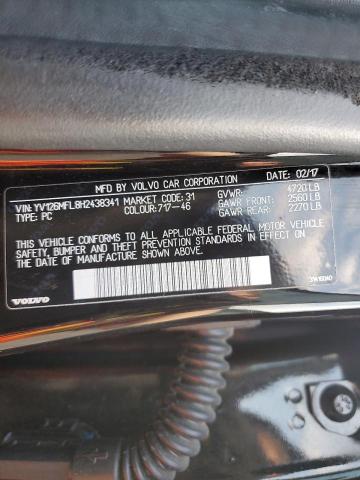 MFD BY VOLVO CAR CORPORATION 02/17
VIN: YV126MFL8H2438341 MARKET CODE: 31 GVWR: 4720 LB
TYPE: PC COLOUR: 717-46 GAWR FRONT: 2560 LB
GAWR REAR: 2270 LB
THIS VEHICLE CONFORMS TO ALL APPLICABLE FEDERAL MOTOR VEHICLE
SAFETY, BUMPER AND THEFT PREVENTION STANDARDS IN EFFECT ON THE
DATE OF MANUFACTURE SHOWN ABOVE.
VOLVO